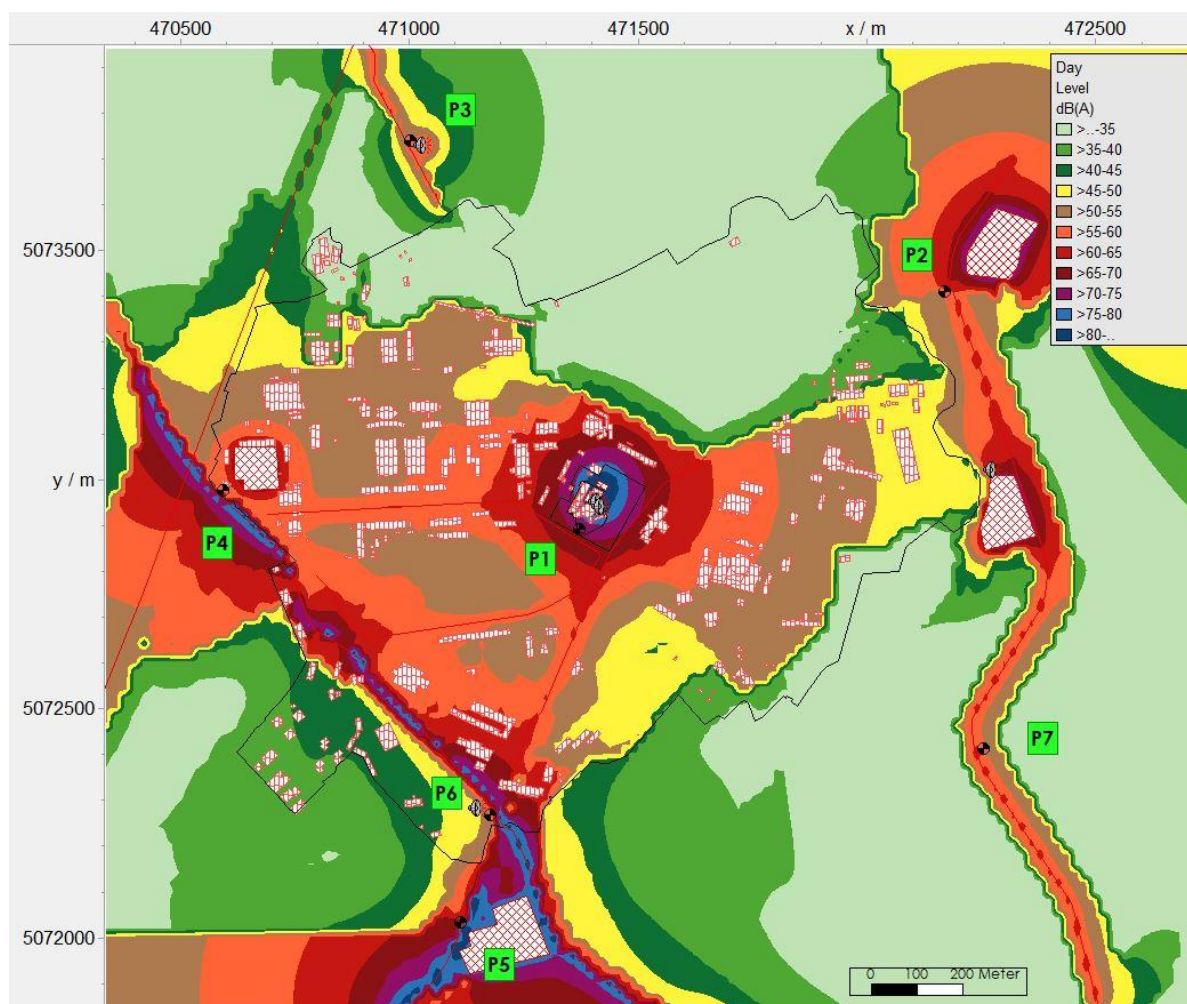 470500 471000 471500 x / m 472500
Day
Level
dB(A)
>..-35
>35-40
>40-45
>45-50
>50-55
>55-60
>60-65
>65-70
>70-75
>75-80
>80-..
P3
5073500
P2
y / m
P4
P1
5072500
P7
P6
5072000
P5
0 100 200 Meter